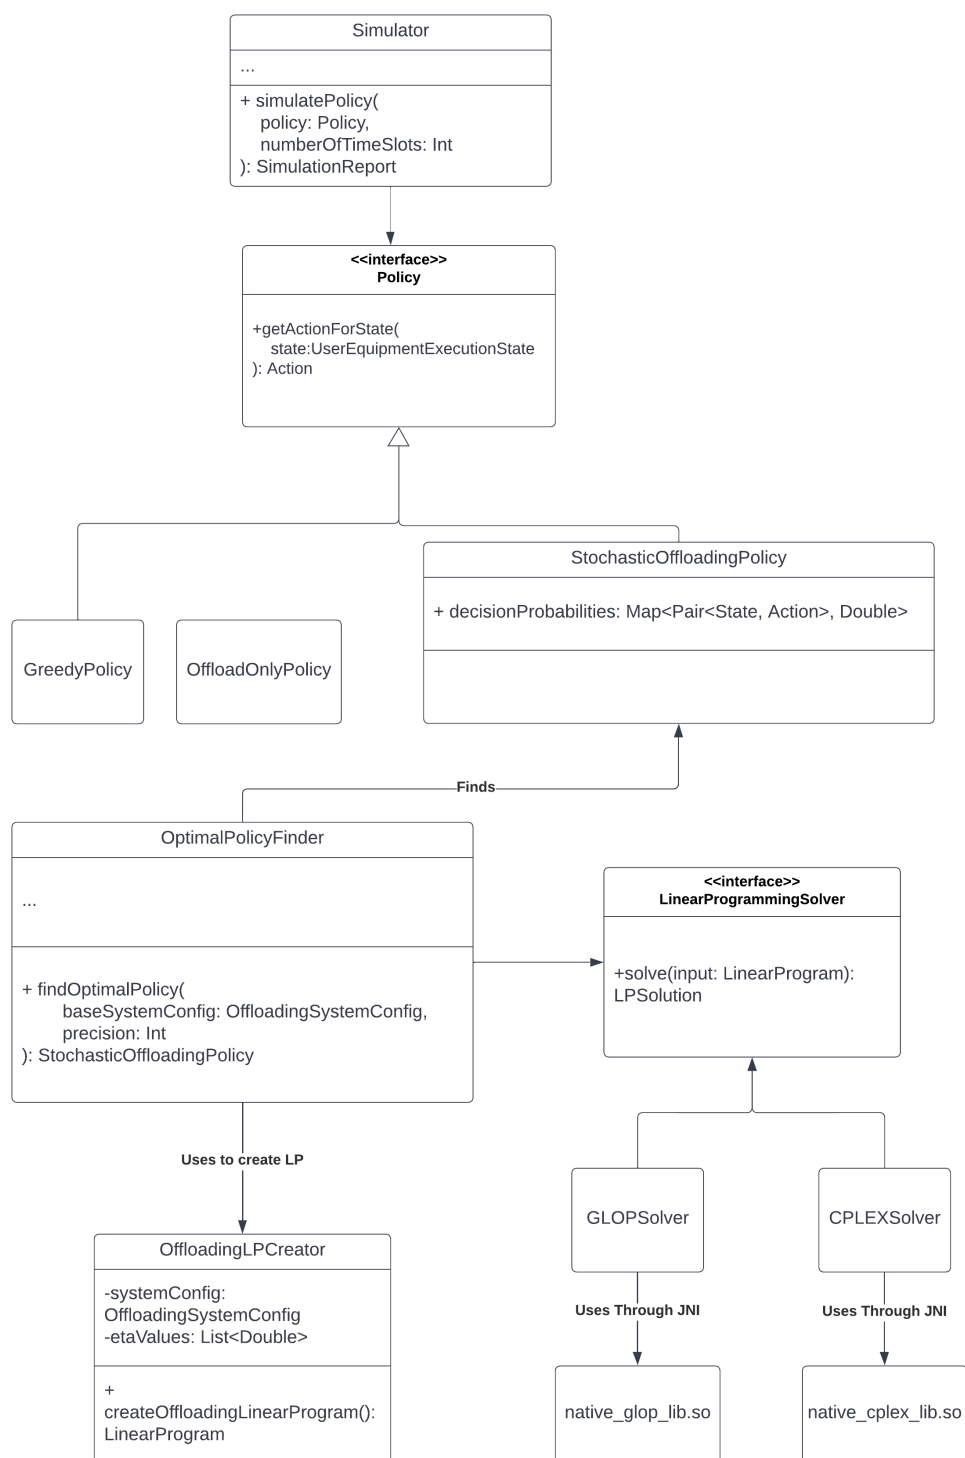 Simulator
...
+ simulatePolicy(
policy: Policy,
numberOfTimeSlots: Int
): SimulationReport
<<interface>>
Policy
+getActionForState(
state:UserEquipmentExecutionState
): Action
StochasticOffloadingPolicy
+ decisionProbabilities: Map<Pair<State, Action>, Double>
GreedyPolicy
OffloadOnlyPolicy
Finds
OptimalPolicyFinder
...
+ findOptimalPolicy(
baseSystemConfig: OffloadingSystemConfig,
precision: Int
): StochasticOffloadingPolicy
<<interface>>
LinearProgrammingSolver
+solve(input: LinearProgram):
LPSolution
Uses to create LP
GLOPSolver
CPLEXSolver
OffloadingLPCreator
-systemConfig:
OffloadingSystemConfig
-etaValues: List<Double>
+
createOffloadingLinearProgram():
LinearProgram
Uses Through JNI
Uses Through JNI
native_glop_lib.so
native_cplex_lib.so